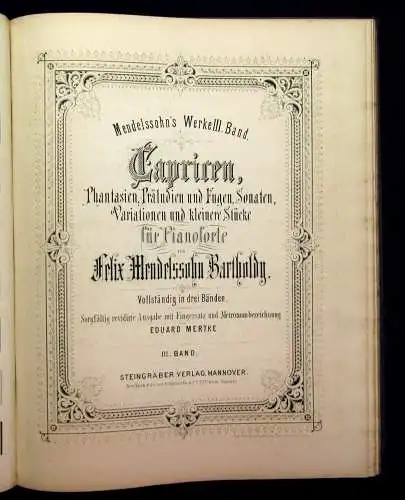 Mendelssohn's Werke III. Band.
Capricen,
Phantasien, Präludien und Fugen, Sonaten,
Variationen und kleinere Stücke
für Pianoforte
von
Felix Mendelssohn Bartholdy.
Vollständig in drei Bänden.
Sorgfältig revidirte Ausgabe mit Fingersatz und Metronombezeichnung
EDUARD MERTKE
III. BAND.
STEINGRÄBER VERLAG, HANNOVER.